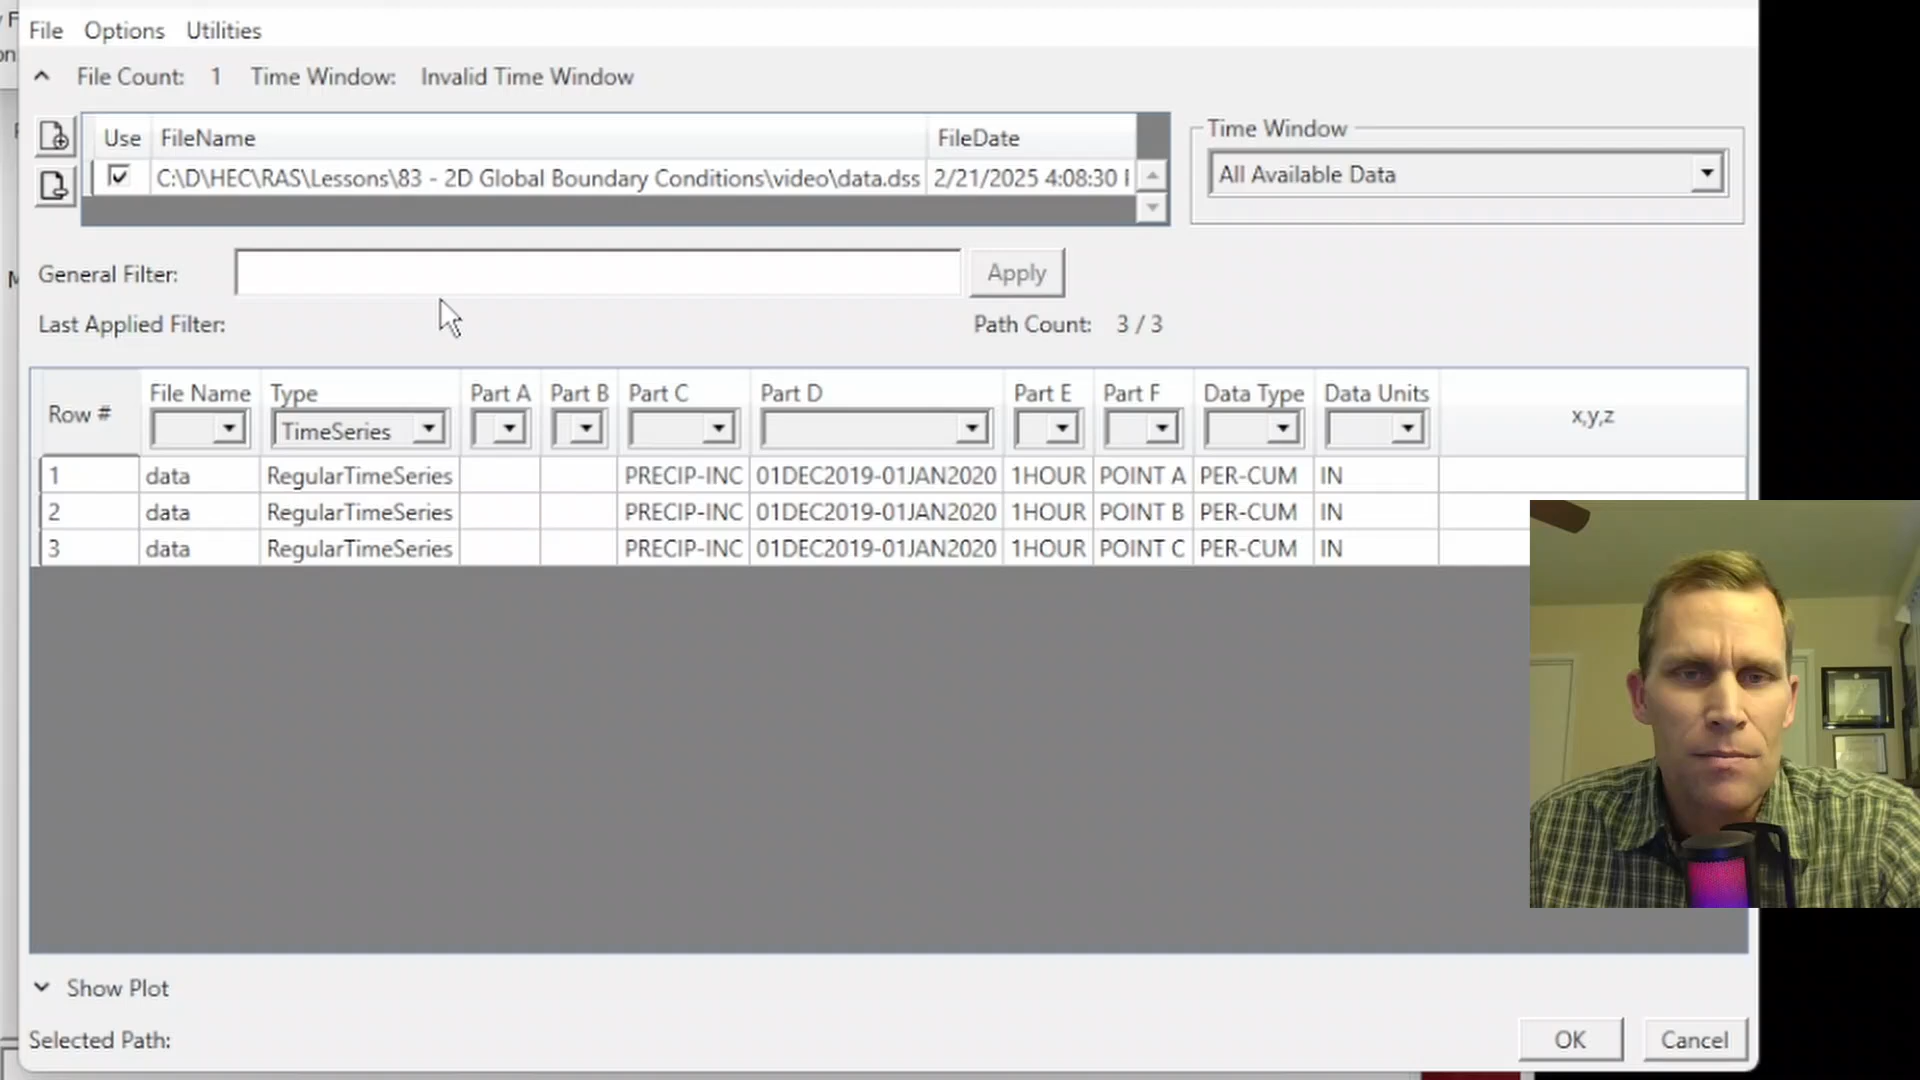 File Options Utilities
File Count: 1 Time Window: Invalid Time Window
Use FileName FileDate
C:\D\HEC\RAS\Lessons\83 - 2D Global Boundary Conditions\video\data.dss 2/21/2025 4:08:30
Time Window
All Available Data
General Filter: Apply
Last Applied Filter: Path Count: 3 / 3
Row # File Name Type Part A Part B Part C Part D Part E Part F Data Type Data Units x,y,z
TimeSeries
1 data RegularTimeSeries PRECIP-INC 01DEC2019-01JAN2020 1HOUR POINT A PER-CUM IN
2 data RegularTimeSeries PRECIP-INC 01DEC2019-01JAN2020 1HOUR POINT B PER-CUM IN
3 data RegularTimeSeries PRECIP-INC 01DEC2019-01JAN2020 1HOUR POINT C PER-CUM IN
Show Plot
Selected Path: OK Cancel